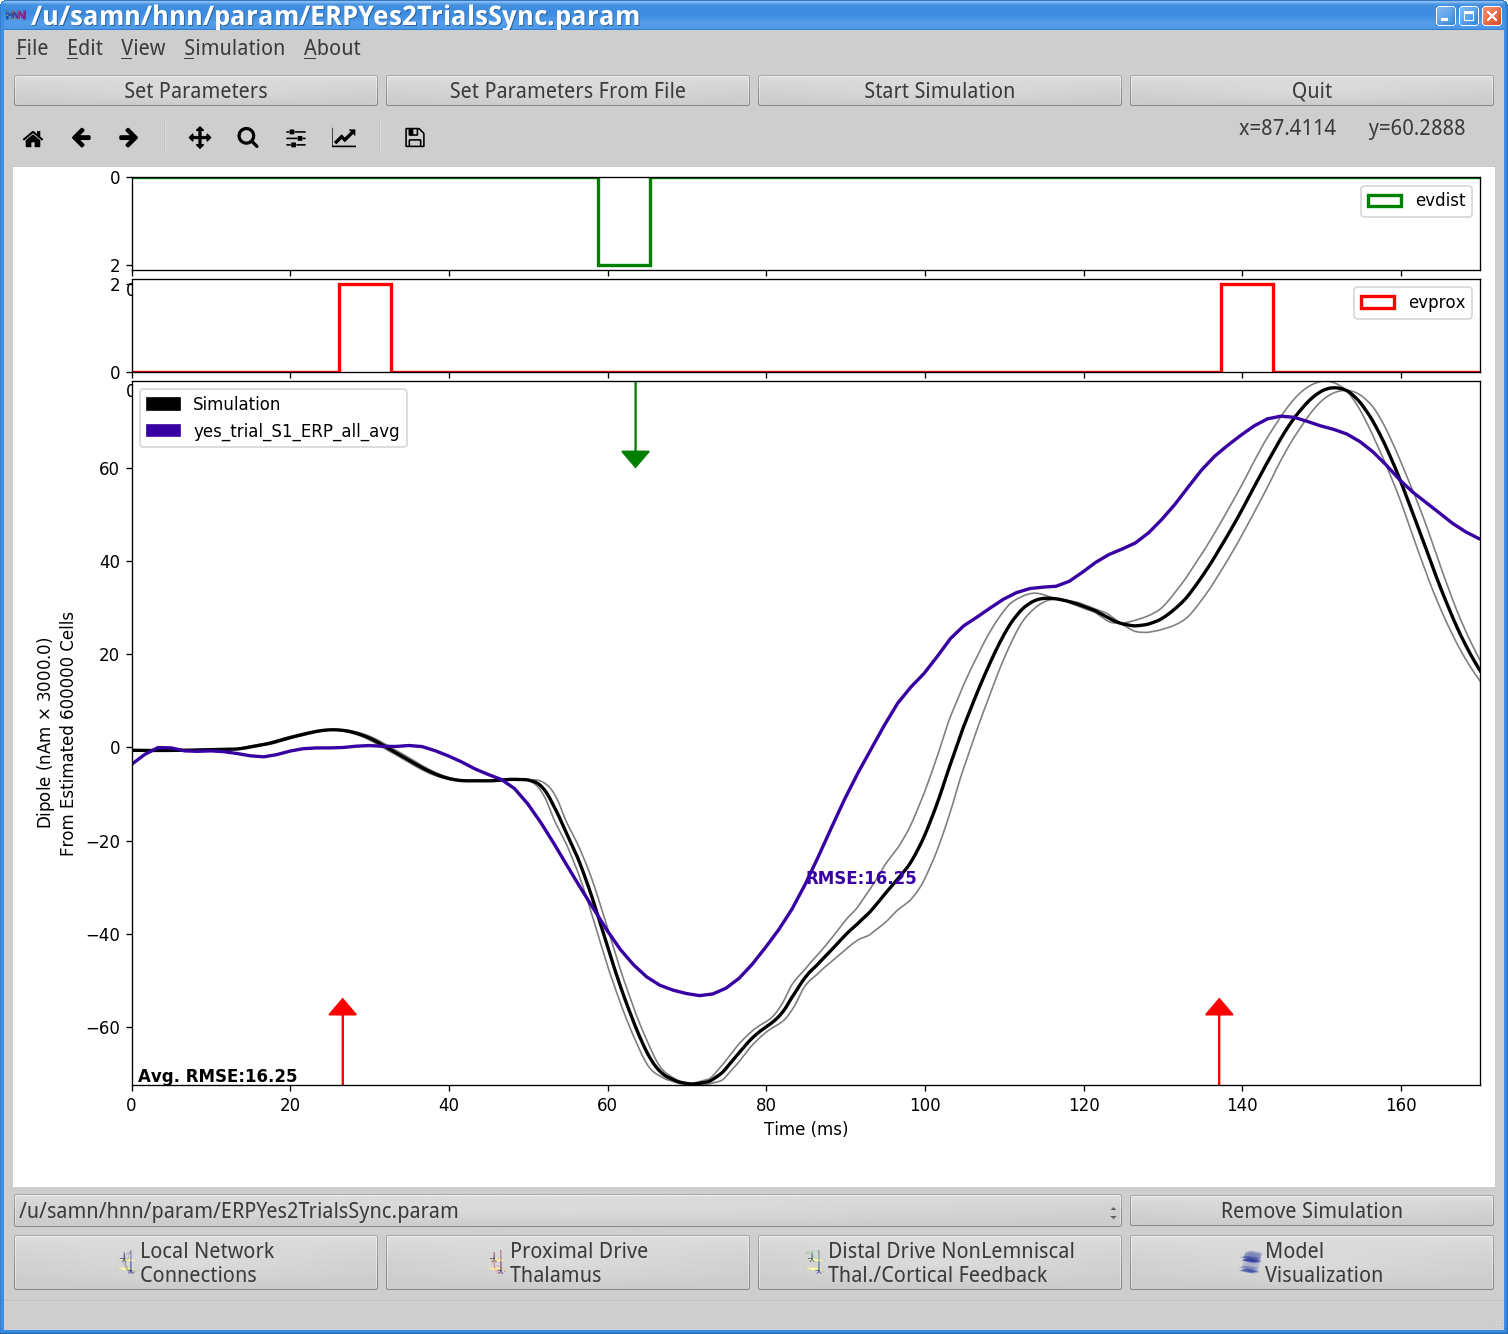 HNN /u/samn/hnn/param/ERPYes2TrialsSync.param
File Edit View Simulation About
Set Parameters Set Parameters From File Start Simulation Quit
x=87.4114 y=60.2888
0
evdist
2
2
evprox
0
Simulation
yes_trial_S1_ERP_all_avg
60
40
20
0
−20
−40
−60
Dipole (nAm × 3000.0)
From Estimated 600000 Cells
RMSE:16.25
Avg. RMSE:16.25
0 20 40 60 80 100 120 140 160
Time (ms)
/u/samn/hnn/param/ERPYes2TrialsSync.param Remove Simulation
Local Network
Connections
Proximal Drive
Thalamus
Distal Drive NonLemniscal
Thal./Cortical Feedback
Model
Visualization